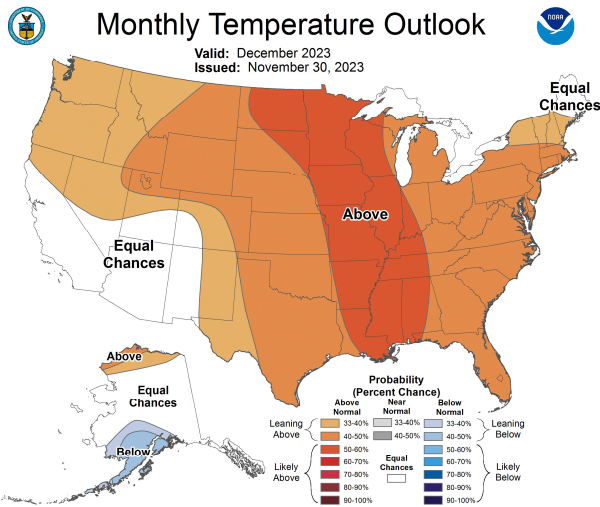 Monthly Temperature Outlook
NOAA
Valid: December 2023
Issued: November 30, 2023
Equal
Chances
Above
Equal
Chances
Above
Equal
Chances
Below
Probability
(Percent Chance)
Above
Normal
Near
Normal
Below
Normal
Leaning
Above
33-40%
40-50%
33-40%
40-50%
33-40%
40-50%
Leaning
Below
Likely
Above
50-60%
60-70%
70-80%
80-90%
90-100%
Equal
Chances
50-60%
60-70%
70-80%
80-90%
90-100%
Likely
Below